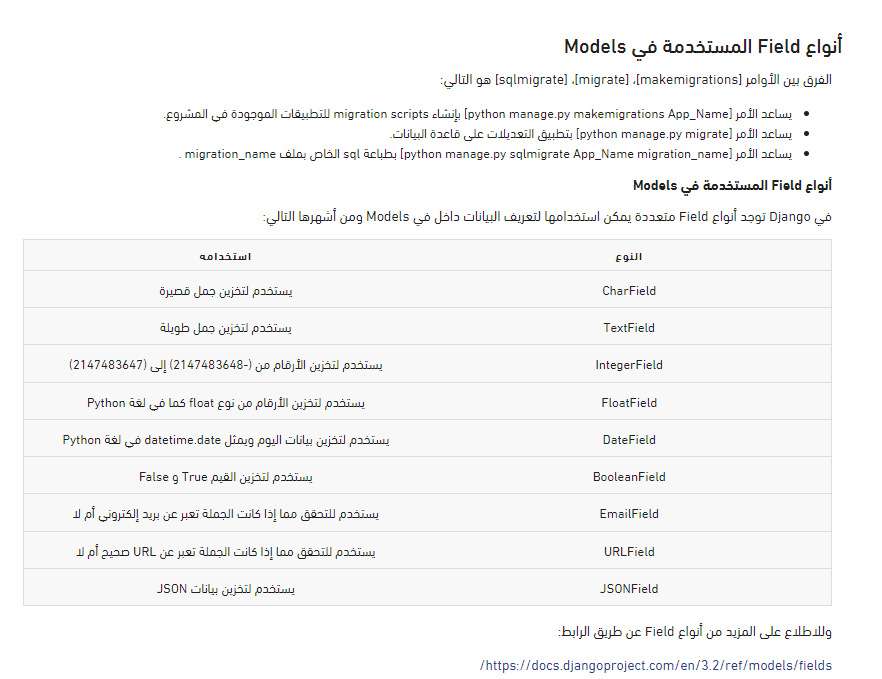 أنواع Field المستخدمة في Models
الفرق بين الأوامر [makemigrations]، [migrate]، [sqlmigrate] هو التالي:
يساعد الأمر [python manage.py makemigrations App_Name] بإنشاء migration scripts للتطبيقات الموجودة في المشروع.
يساعد الأمر [python manage.py migrate] بتطبيق التعديلات على قاعدة البيانات.
يساعد الأمر [python manage.py sqlmigrate App_Name migration_name] بطباعة sql الخاص بملف migration_name .
أنواع Field المستخدمة في Models
في Django توجد أنواع Field متعددة يمكن استخدامها لتعريف البيانات داخل في Models ومن أشهرها التالي:
النوع استخدامه
CharField يستخدم لتخزين جمل قصيرة
TextField يستخدم لتخزين جمل طويلة
IntegerField يستخدم لتخزين الأرقام من (-2147483648) إلى (2147483647)
FloatField يستخدم لتخزين الأرقام من نوع float كما في لغة Python
DateField يستخدم لتخزين بيانات اليوم ويمثل datetime.date في لغة Python
BooleanField يستخدم لتخزين القيم True و False
EmailField يستخدم للتحقق مما إذا كانت الجملة تعبر عن بريد إلكتروني أم لا
URLField يستخدم للتحقق مما إذا كانت الجملة تعبر عن URL صحيح أم لا
JSONField يستخدم لتخزين بيانات JSON
وللاطلاع على المزيد من أنواع Field عن طريق الرابط:
https://docs.djangoproject.com/en/3.2/ref/models/fields/